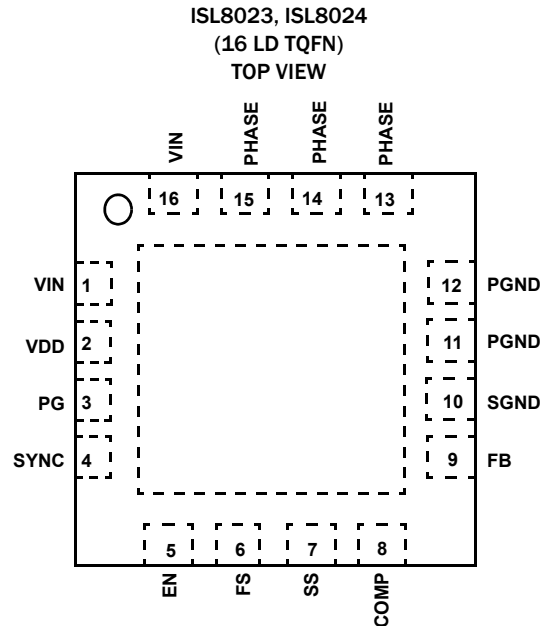 ISL8023, ISL8024
(16 LD TQFN)
TOP VIEW
VIN
PHASE
PHASE
PHASE
16
15
14
13
VIN 1
12 PGND
VDD 2
11 PGND
PG 3
10 SGND
SYNC 4
9 FB
5
6
7
8
EN
FS
SS
COMP